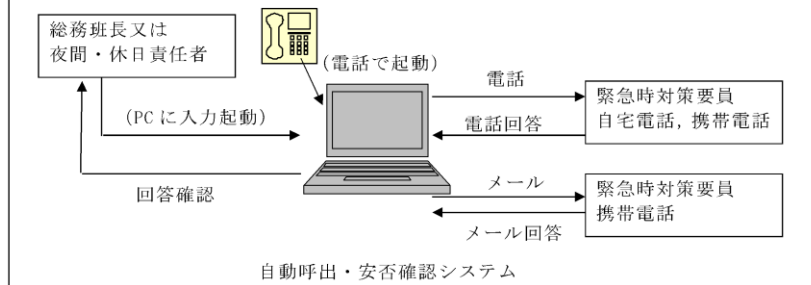 総務班長又は
夜間・休日責任者
(電話で起動)
(PCに入力起動)
回答確認
電話
電話回答
緊急時対策要員
自宅電話,携帯電話
メール
メール回答
緊急時対策要員
携帯電話
自動呼出・安否確認システム